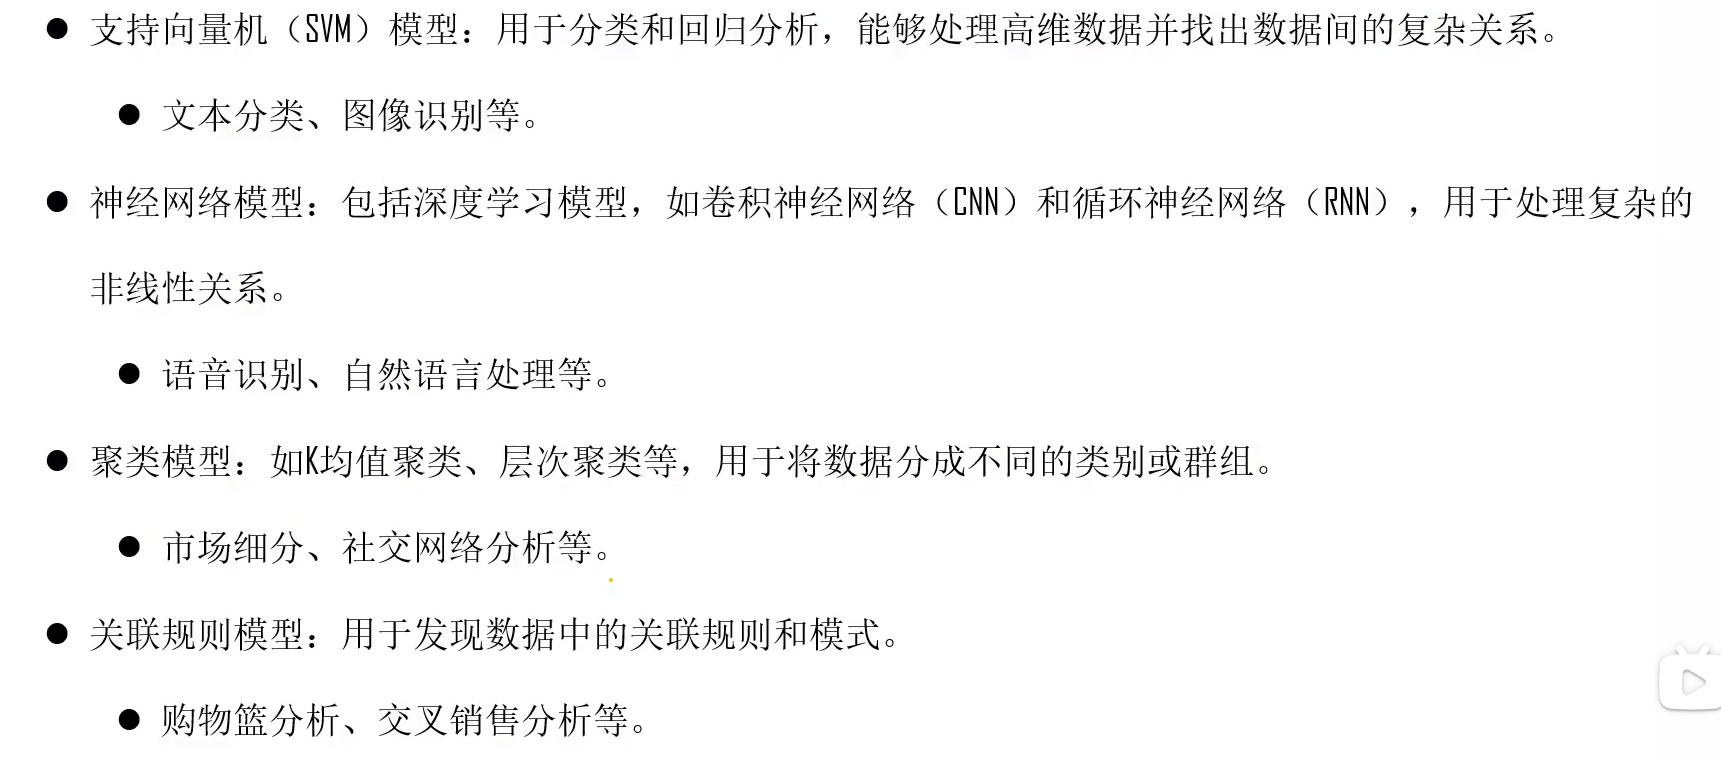 ● 支持向量机（SVM）模型：用于分类和回归分析，能够处理高维数据并找出数据间的复杂关系。
● 文本分类、图像识别等。
● 神经网络模型：包括深度学习模型，如卷积神经网络（CNN）和循环神经网络（RNN），用于处理复杂的
非线性关系。
● 语音识别、自然语言处理等。
● 聚类模型：如K均值聚类、层次聚类等，用于将数据分成不同的类别或群组。
● 市场细分、社交网络分析等。
● 关联规则模型：用于发现数据中的关联规则和模式。
● 购物篮分析、交叉销售分析等。